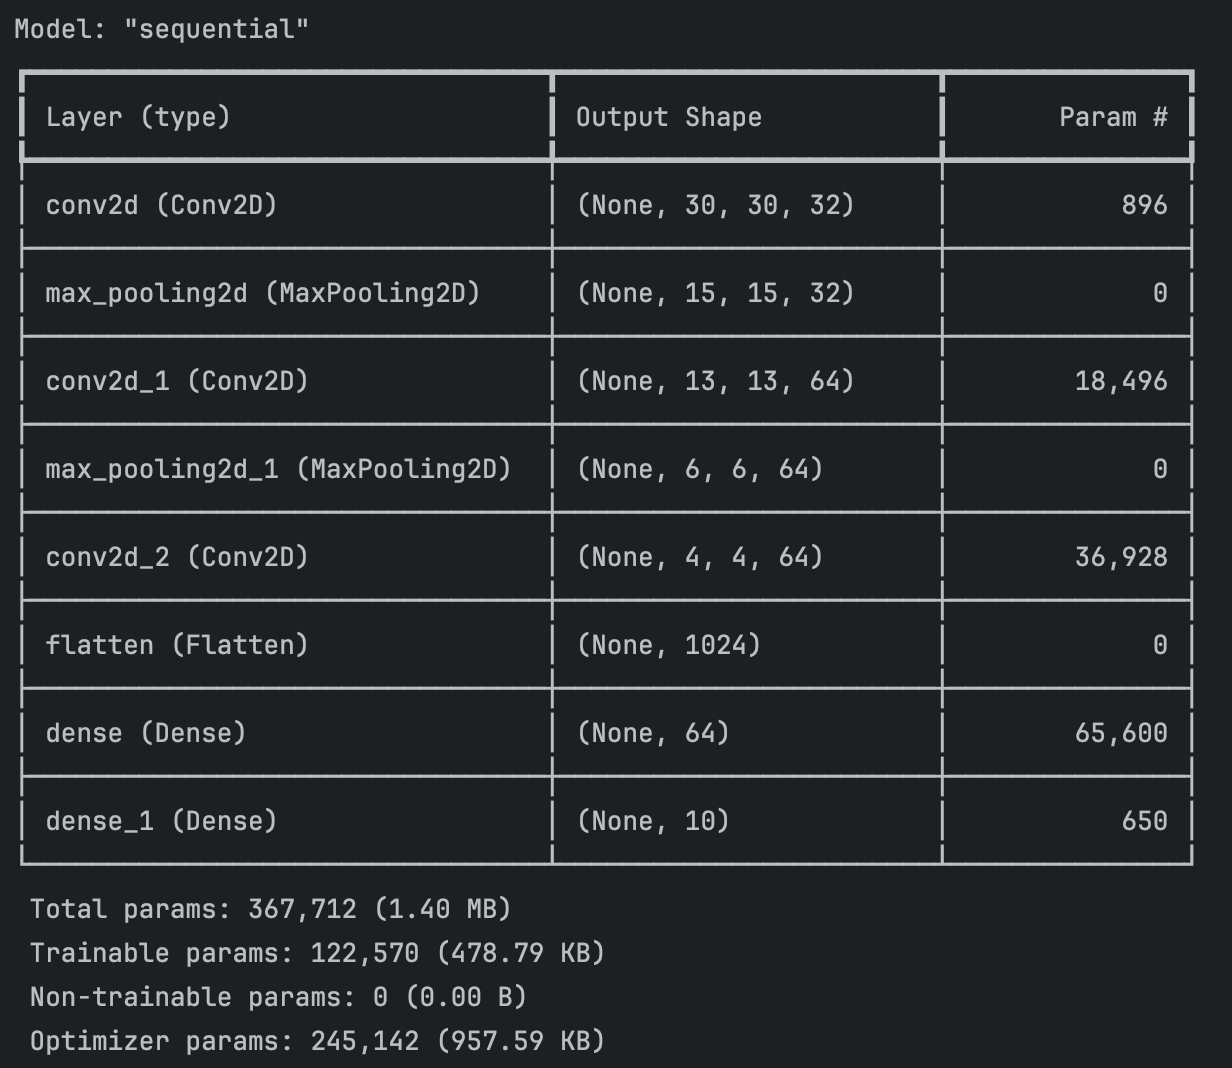 Model: "sequential"
Layer (type) Output Shape Param #
conv2d (Conv2D) (None, 30, 30, 32) 896
max_pooling2d (MaxPooling2D) (None, 15, 15, 32) 0
conv2d_1 (Conv2D) (None, 13, 13, 64) 18,496
max_pooling2d_1 (MaxPooling2D) (None, 6, 6, 64) 0
conv2d_2 (Conv2D) (None, 4, 4, 64) 36,928
flatten (Flatten) (None, 1024) 0
dense (Dense) (None, 64) 65,600
dense_1 (Dense) (None, 10) 650
Total params: 367,712 (1.40 MB)
Trainable params: 122,570 (478.79 KB)
Non-trainable params: 0 (0.00 B)
Optimizer params: 245,142 (957.59 KB)